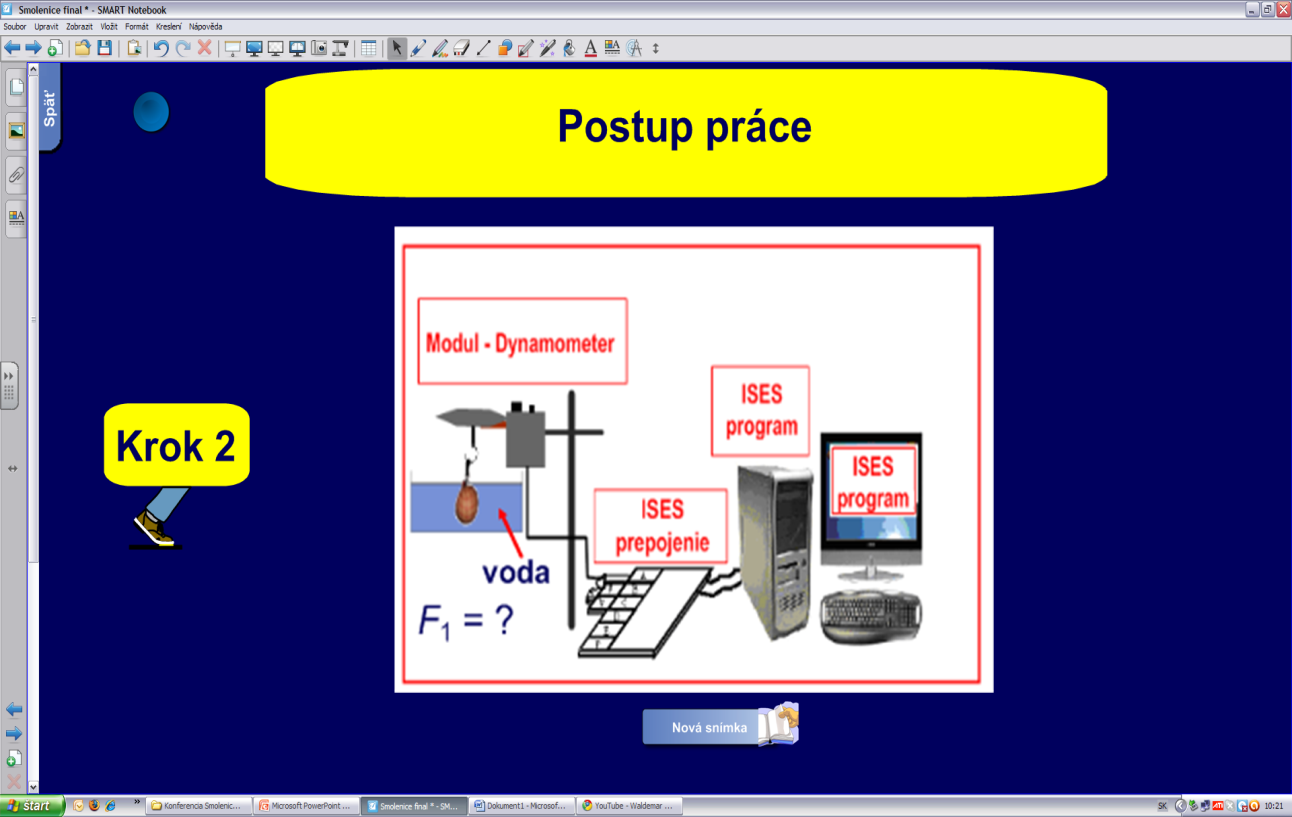 Smolenice final * - SMART Notebook
Soubor Upravit Zobrazit Vložit Formát Kreslení Nápověda
Späť
Postup práce
Modul - Dynamometer
ISES
program
ISES
program
Krok 2
ISES
prepojenie
voda
F₁ = ?
Nová snímka
start
Konferencia Smolenic...
Microsoft PowerPoint ...
Smolenice final * - SM...
Dokument1 - Microsof...
YouTube - Waldemar ...
SK
10:21